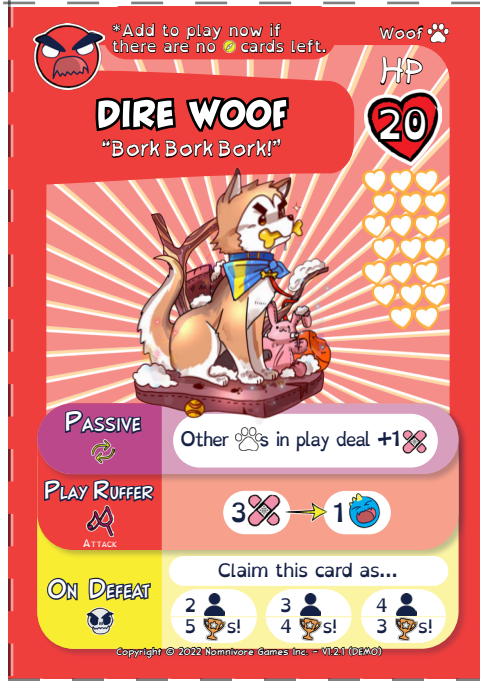 *Add to play now if
there are no cards left.
Woof
HP
DIRE WOOF
20
"Bork Bork Bork!"
PASSIVE
Other s in play deal +1
PLAY RUFFER
3 1
ATTACK
ON DEFEAT
Claim this card as...
2 3 4
5 s! 4 s! 3 s!
Copyright © 2022 Nomnivore Games Inc. - V1.2.1 (DEMO)